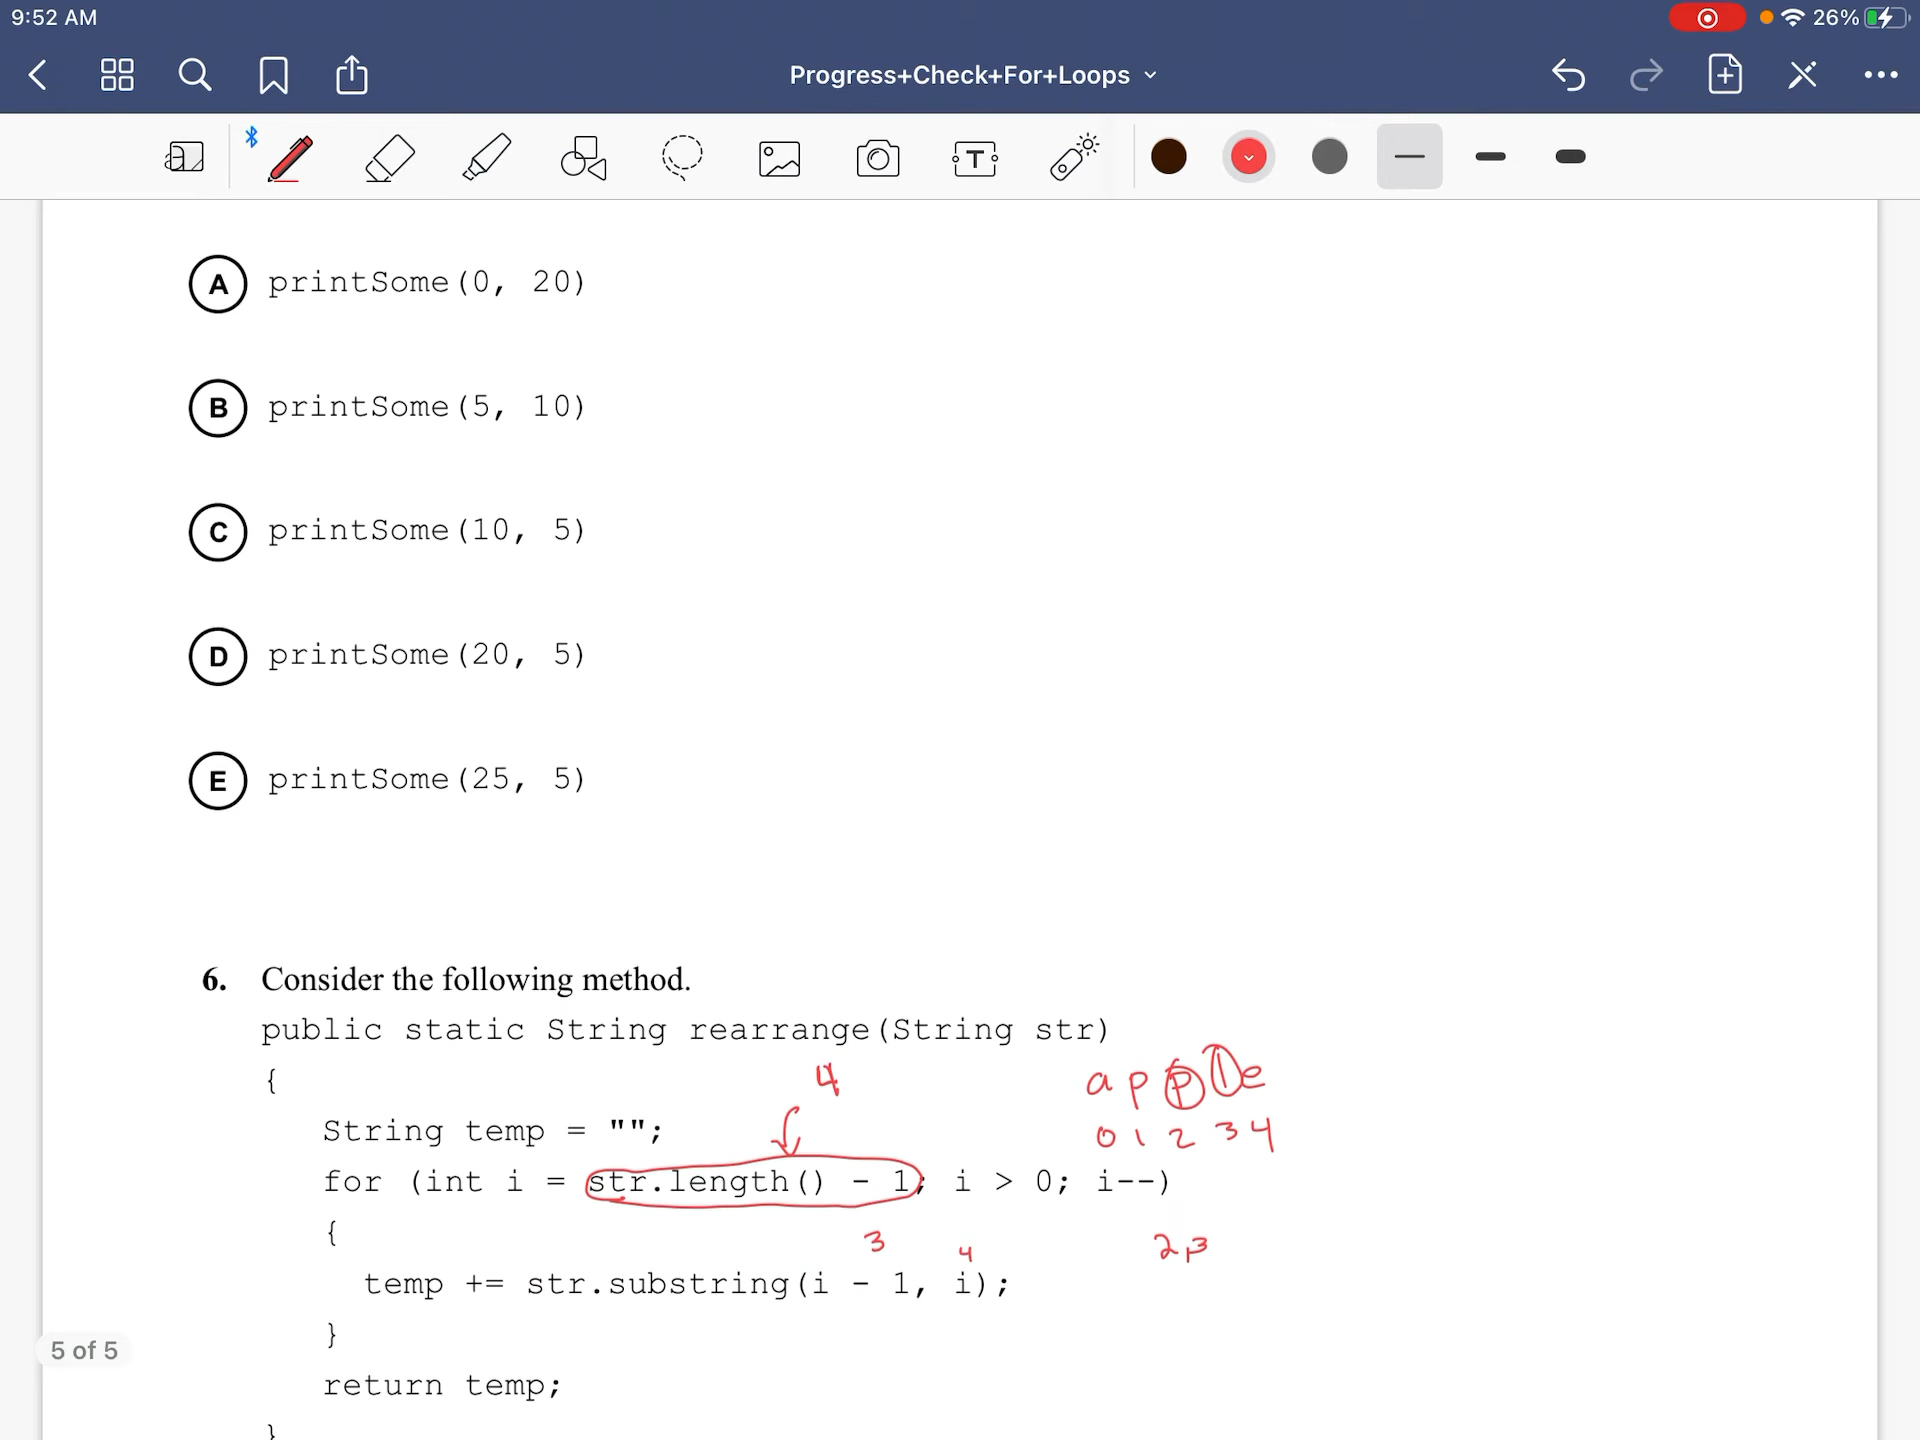 9:52 AM
26%
Progress+Check+For+Loops
a
T
A printSome(0, 20)
B printSome(5, 10)
C printSome(10, 5)
D printSome(20, 5)
E printSome(25, 5)
6. Consider the following method.
public static String rearrange(String str)
{
4
a p p l e
String temp = "";
0 1 2 3 4
for (int i = str.length() - 1; i > 0; i--)
{
3 4
2,3
temp += str.substring(i - 1, i);
}
5 of 5
return temp;
}